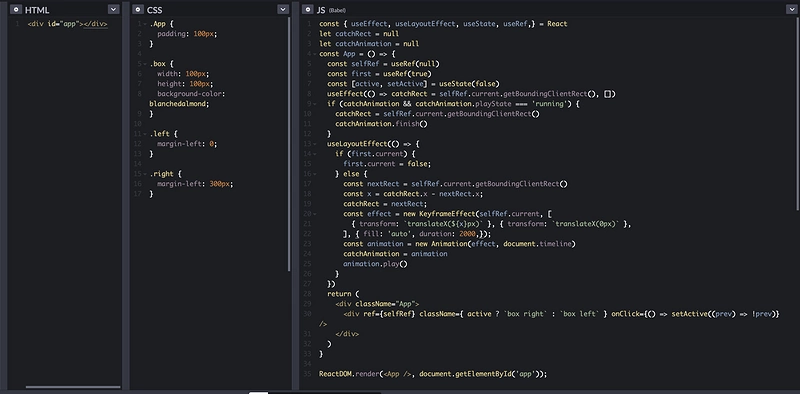 HTML
1 <div id="app"></div>
CSS
1 .App {
2 padding: 100px;
3 }
4
5 .box {
6 width: 100px;
7 height: 100px;
8 background-color:
blanchedalmond;
9 }
10
11 .left {
12 margin-left: 0;
13 }
14
15 .right {
16 margin-left: 300px;
17 }
JS (Babel)
1 const { useEffect, useLayoutEffect, useState, useRef,} = React
2 let catchRect = null
3 let catchAnimation = null
4 const App = () => {
5 const selfRef = useRef(null)
6 const first = useRef(true)
7 const [active, setActive] = useState(false)
8 useEffect(() => catchRect = selfRef.current.getBoundingClientRect(), [])
9 if (catchAnimation && catchAnimation.playState === 'running') {
10 catchRect = selfRef.current.getBoundingClientRect()
11 catchAnimation.finish()
12 }
13 useLayoutEffect(() => {
14 if (first.current) {
15 first.current = false;
16 } else {
17 const nextRect = selfRef.current.getBoundingClientRect()
18 const x = catchRect.x - nextRect.x;
19 catchRect = nextRect;
20 const effect = new KeyframeEffect(selfRef.current, [
21 { transform: `translateX(${x}px)` }, { transform: `translateX(0px)` },
22 ], { fill: 'auto', duration: 2000,});
23 const animation = new Animation(effect, document.timeline)
24 catchAnimation = animation
25 animation.play()
26 }
27 })
28 return (
29 <div className="App">
30 <div ref={selfRef} className={ active ? `box right` : `box left` } onClick={() => setActive((prev) => !prev)}
/>
31 </div>
32 )
33 }
34
35 ReactDOM.render(<App />, document.getElementById('app'));